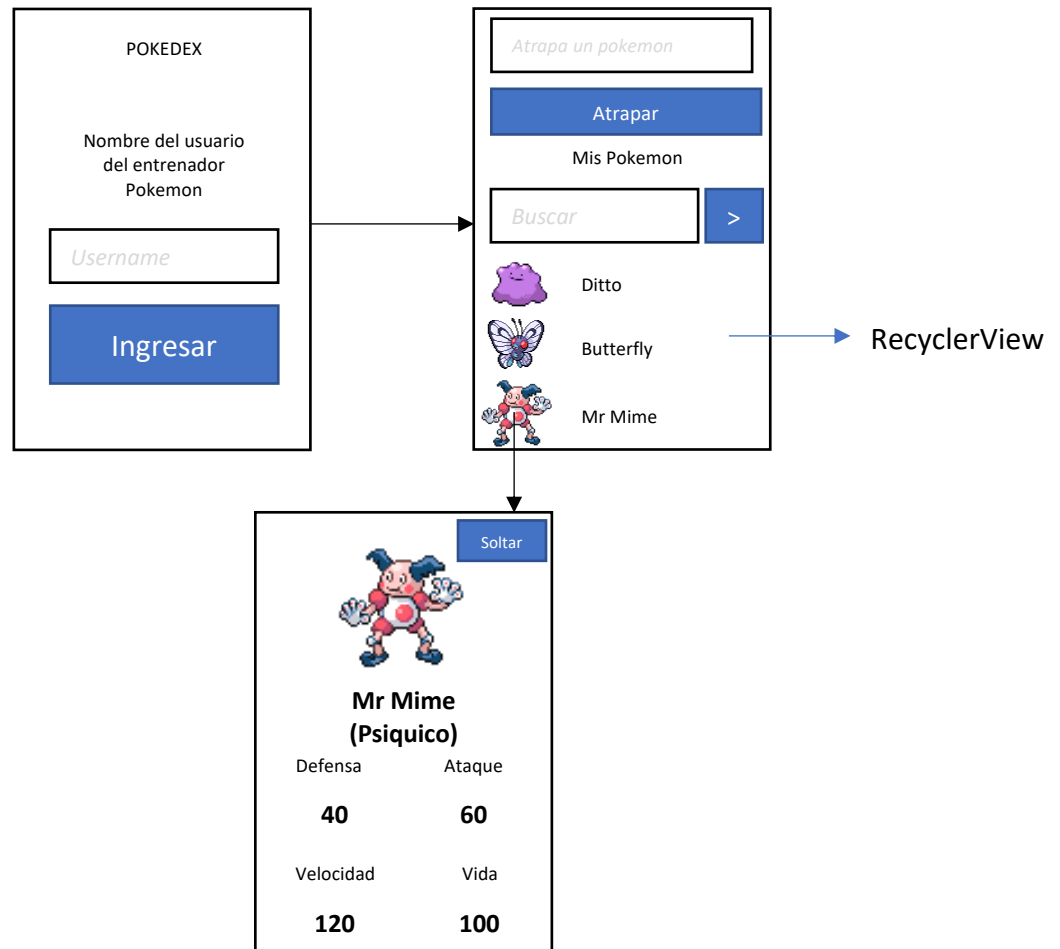 POKEDEX
Nombre del usuario
del entrenador
Pokemon
Username
Ingresar
Atrapa un pokemon
Atrapar
Mis Pokemon
Buscar
>
Ditto
Butterfly
Mr Mime
RecyclerView
Soltar
Mr Mime
(Psiquico)
Defensa
Ataque
40
60
Velocidad
Vida
120
100